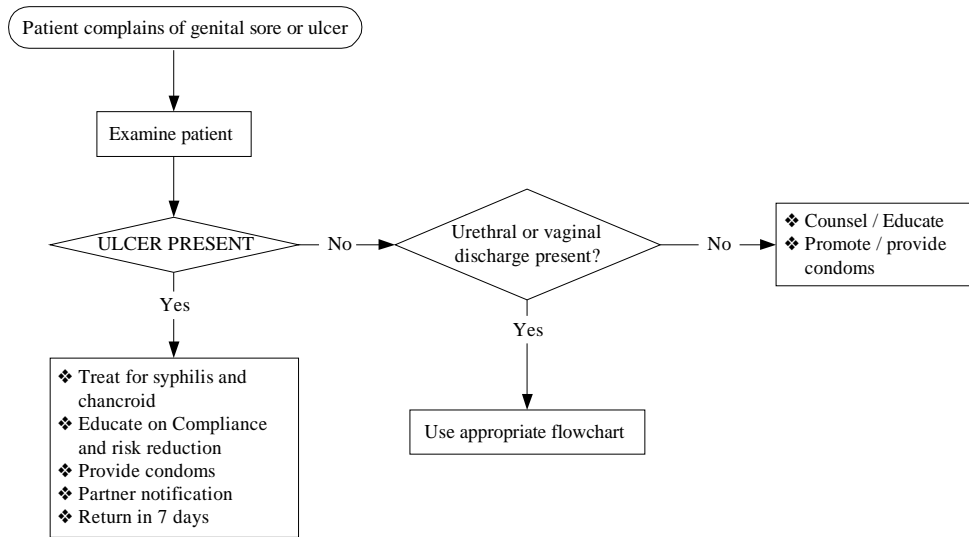 Patient complains of genital sore or ulcer
Examine patient
ULCER PRESENT
No
Urethral or vaginal
discharge present?
No
❖ Counsel / Educate
❖ Promote / provide
condoms
Yes
Yes
❖ Treat for syphilis and
chancroid
❖ Educate on Compliance
and risk reduction
❖ Provide condoms
❖ Partner notification
❖ Return in 7 days
Use appropriate flowchart